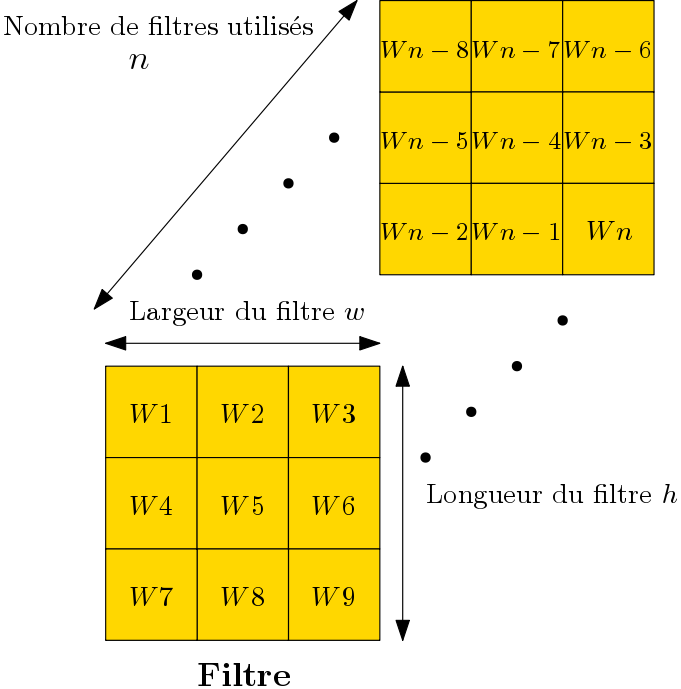 Nombre de filtres utilisés
n
Wn − 8 Wn − 7 Wn − 6
Wn − 5 Wn − 4 Wn − 3
Wn − 2 Wn − 1 Wn
Largeur du filtre w
W1 W2 W3
W4 W5 W6
W7 W8 W9
Longueur du filtre h
Filtre